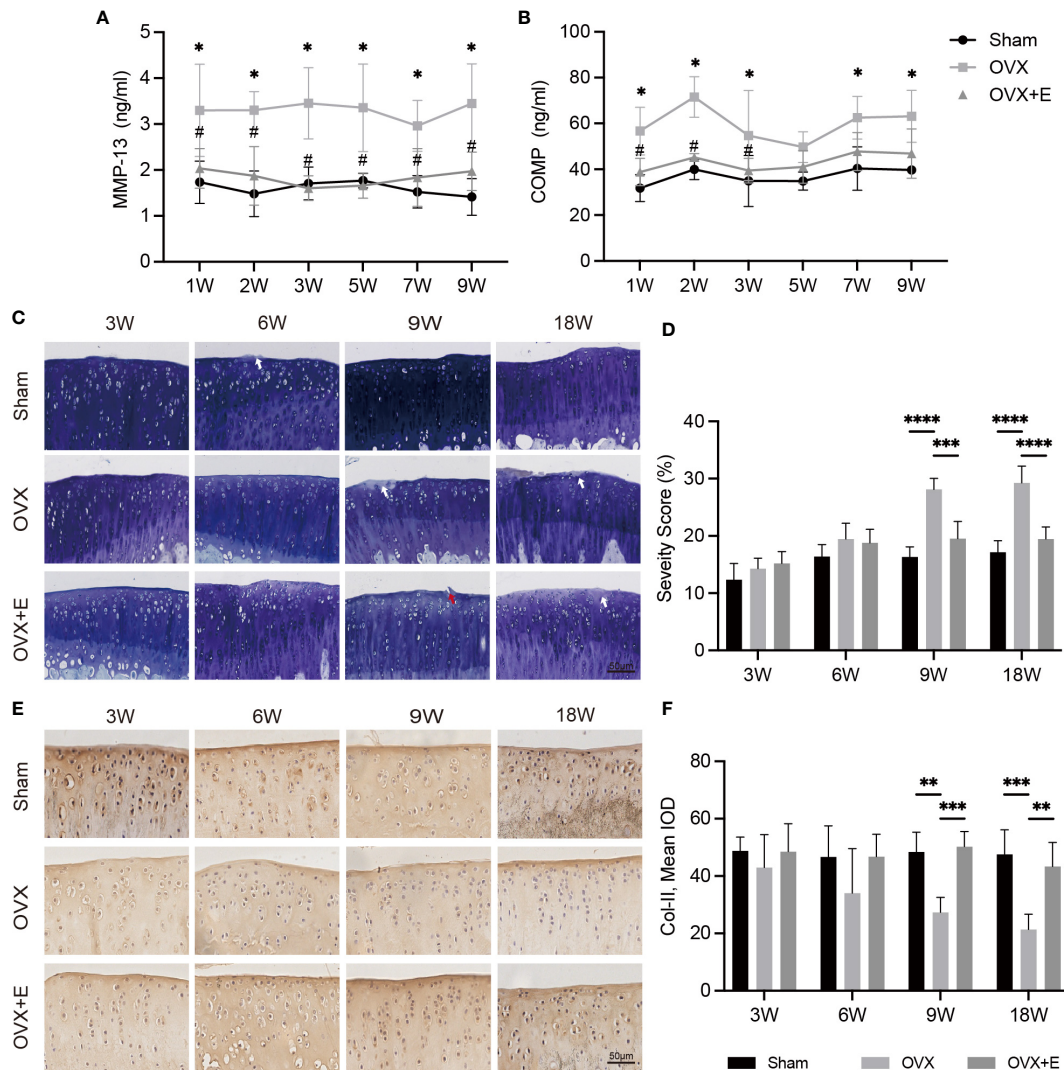 A
MMP-13 (ng/ml)
5
4
3
2
1
0
* * * * * *
# # # # # #
1W 2W 3W 5W 7W 9W
B
COMP (ng/ml)
100
80
60
40
20
0
* * * * *
# # #
1W 2W 3W 5W 7W 9W
Sham
OVX
OVX+E
C
3W 6W 9W 18W
Sham
OVX
OVX+E
50μm
D
Seveity Score (%)
40
30
20
10
0
**** ****
*** ****
3W 6W 9W 18W
E
3W 6W 9W 18W
Sham
OVX
OVX+E
50μm
F
Col-II, Mean IOD
80
60
40
20
0
** *** *** **
3W 6W 9W 18W
Sham OVX OVX+E